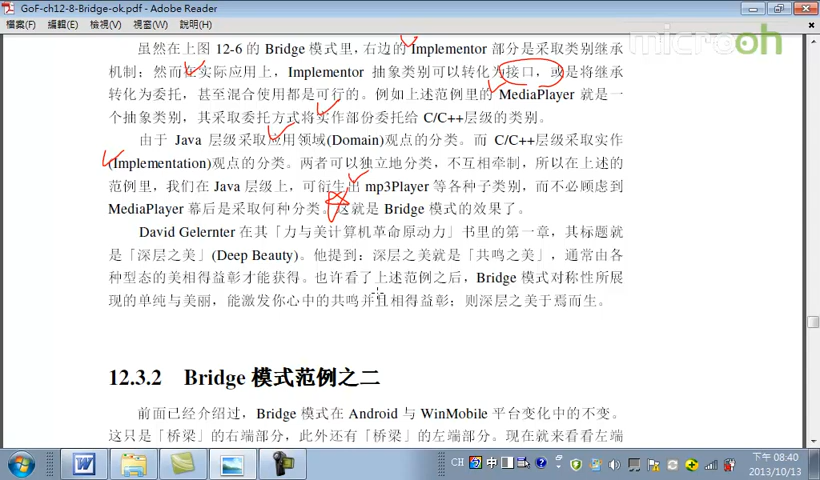 GoF-ch12-8-Bridge-ok.pdf - Adobe Reader
檔案(F) 編輯(E) 檢視(V) 視窗(W) 說明(H)
microoh
虽然在上图 12-6 的 Bridge 模式里，右边的 Implementor 部分是采取类别继承
机制；然而在实际应用上，Implementor 抽象类别可以转化为接口，或是将继承
转化为委托，甚至混合使用都是可行的。例如上述范例里的 MediaPlayer 就是一
个抽象类别，其采取委托方式将实作部份委托给 C/C++层级的类别。
由于 Java 层级采取应用领域(Domain)观点的分类。而 C/C++层级采取实作
(Implementation)观点的分类。两者可以独立地分类，不互相牵制，所以在上述的
范例里，我们在 Java 层级上，可衍生出 mp3Player 等各种子类别，而不必顾虑到
MediaPlayer 幕后是采取何种分类。这就是 Bridge 模式的效果了。
David Gelernter 在其「力与美计算机革命原动力」书里的第一章，其标题就
是「深层之美」(Deep Beauty)。他提到：深层之美就是「共鸣之美」，通常由各
种型态的美相得益彰才能获得。也许看了上述范例之后，Bridge 模式对称性所展
现的单纯与美丽，能激发你心中的共鸣并且相得益彰；则深层之美于焉而生。
12.3.2 Bridge 模式范例之二
前面已经介绍过，Bridge 模式在 Android 与 WinMobile 平台变化中的不变。
这只是「桥梁」的右端部分，此外还有「桥梁」的左端部分。现在就来看看左端
CH 中
下午 08:40
2013/10/13